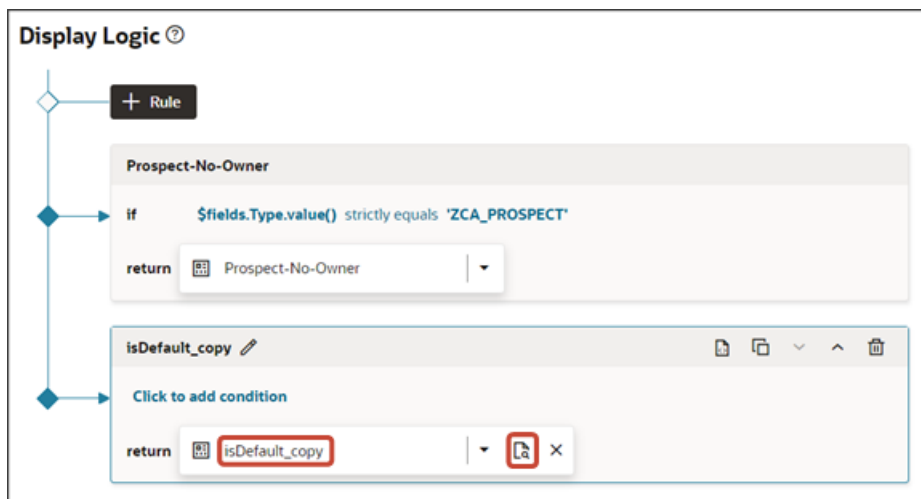 Display Logic
+ Rule
Prospect-No-Owner
if $fields.Type.value() strictly equals 'ZCA_PROSPECT'
return Prospect-No-Owner
isDefault_copy
Click to add condition
return isDefault_copy